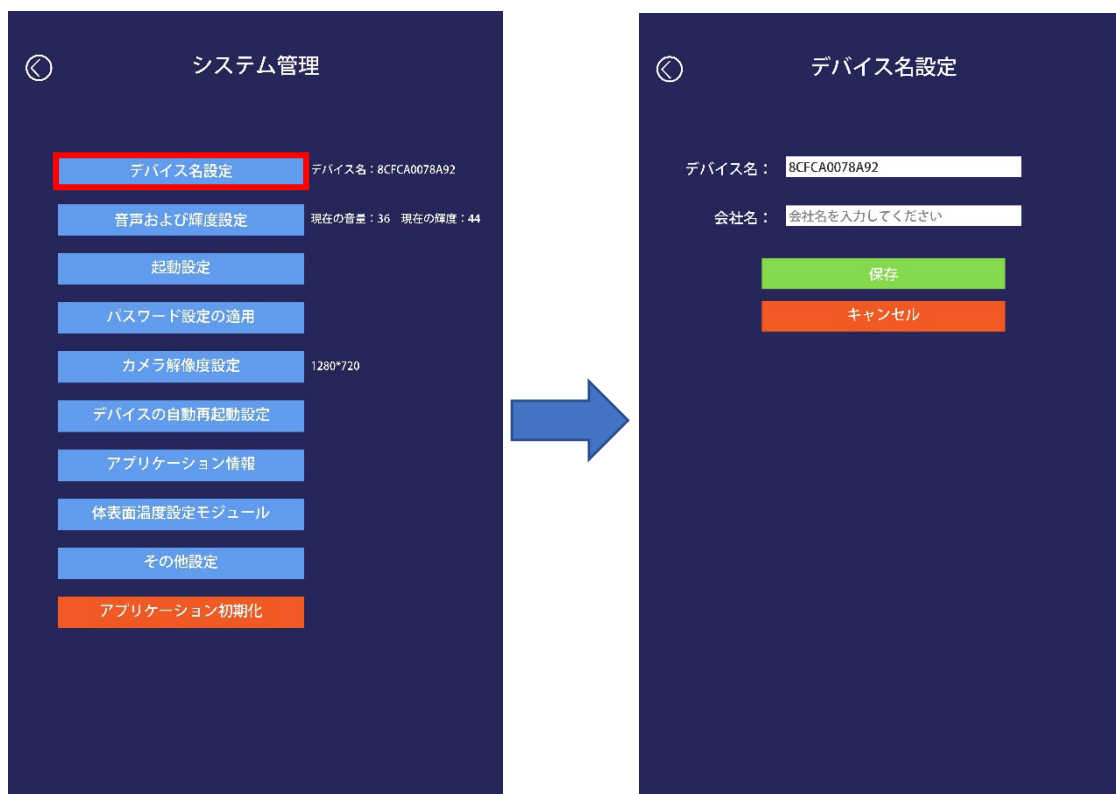 システム管理
デバイス名設定
デバイス名：8CFCA0078A92
音声および輝度設定
現在の音量：36　現在の輝度：44
起動設定
パスワード設定の適用
カメラ解像度設定
1280*720
デバイスの自動再起動設定
アプリケーション情報
体表面温度設定モジュール
その他設定
アプリケーション初期化
デバイス名設定
デバイス名： 8CFCA0078A92
会社名： 会社名を入力してください
保存
キャンセル